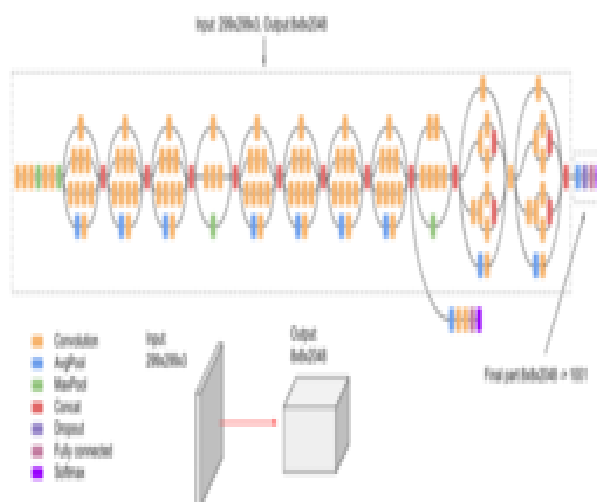 Input: 299x299x3, Output:8x8x2048
Convolution
AvgPool
MaxPool
Concat
Dropout
Fully connected
Softmax
Input:
299x299x3
Output:
8x8x2048
Final part:8x8x2048 -> 1001